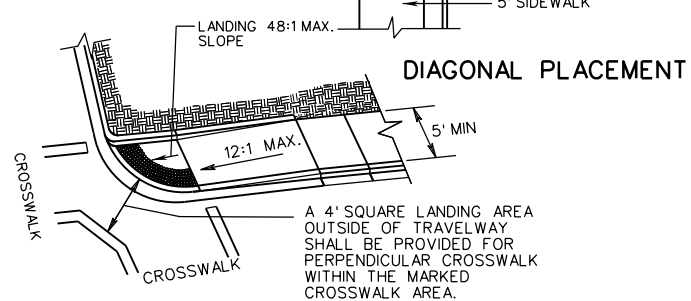 5' SIDEWALK
LANDING 48:1 MAX.
SLOPE
DIAGONAL PLACEMENT
5' MIN
12:1 MAX.
CROSSWALK
A 4' SQUARE LANDING AREA
OUTSIDE OF TRAVELWAY
SHALL BE PROVIDED FOR
PERPENDICULAR CROSSWALK
WITHIN THE MARKED
CROSSWALK AREA.
CROSSWALK